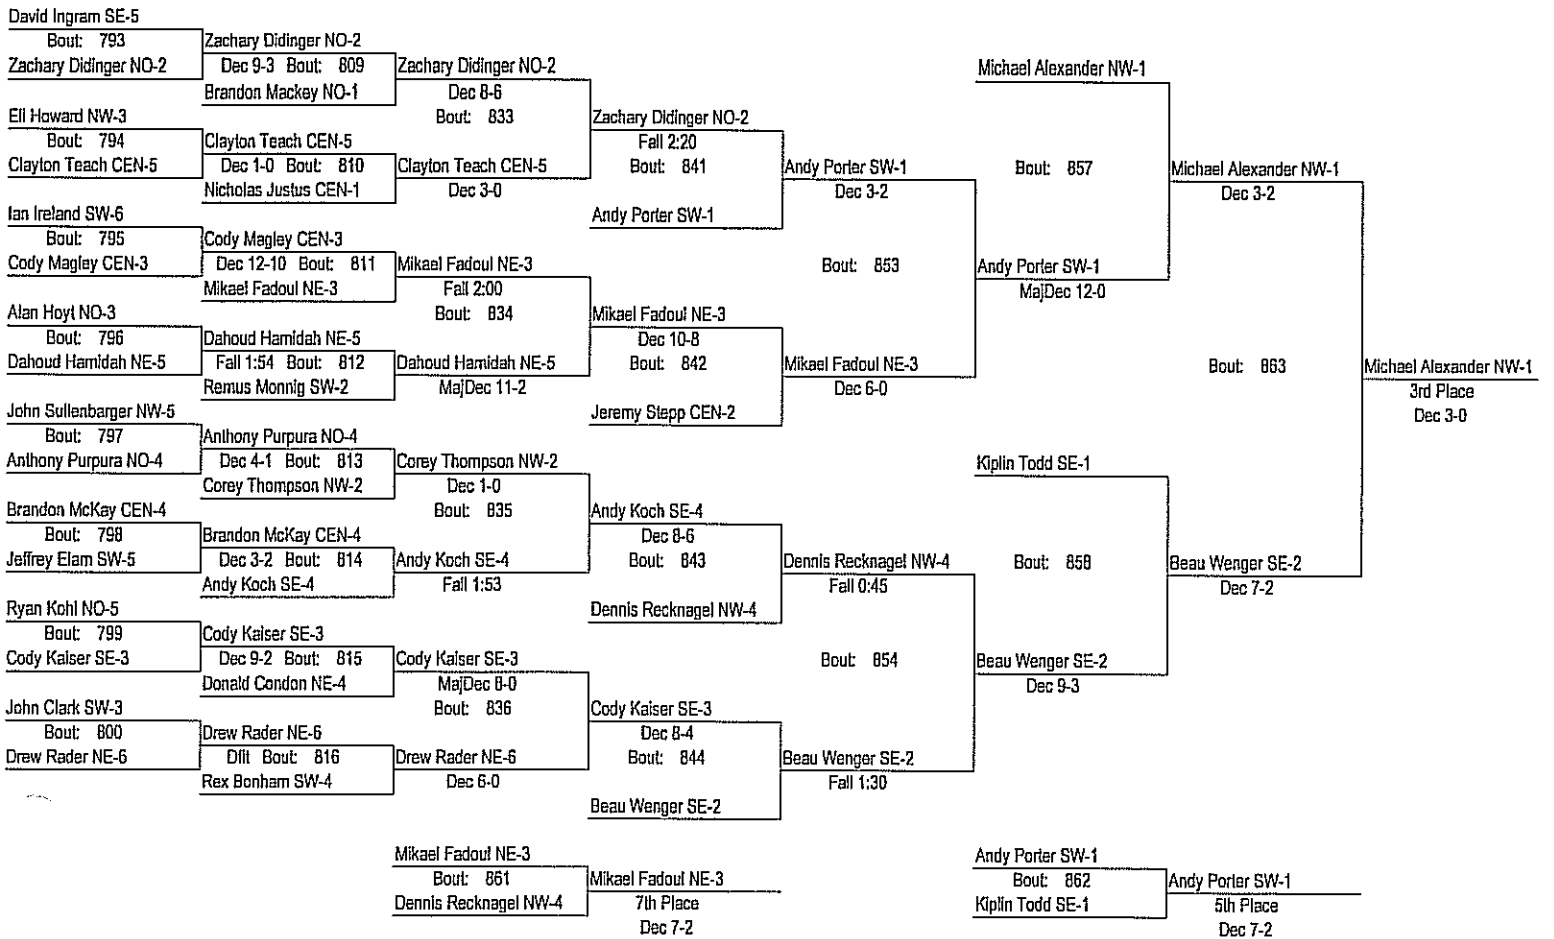 David Ingram SE-5
Bout: 793
Zachary Didinger NO-2
Zachary Didinger NO-2
Dec 9-3 Bout: 809
Brandon Mackey NO-1
Zachary Didinger NO-2
Dec 8-6
Bout: 833
Eli Howard NW-3
Bout: 794
Clayton Teach CEN-5
Clayton Teach CEN-5
Dec 1-0 Bout: 810
Nicholas Justus CEN-1
Clayton Teach CEN-5
Dec 3-0
Zachary Didinger NO-2
Fall 2:20
Bout: 841
Andy Porter SW-1
Andy Porter SW-1
Dec 3-2
Bout: 853
Ian Ireland SW-6
Bout: 795
Cody Magley CEN-3
Cody Magley CEN-3
Dec 12-10 Bout: 811
Mikael Fadoul NE-3
Mikael Fadoul NE-3
Fall 2:00
Bout: 834
Alan Hoyt NO-3
Bout: 796
Dahoud Hamidah NE-5
Dahoud Hamidah NE-5
Fall 1:54 Bout: 812
Remus Monnig SW-2
Dahoud Hamidah NE-5
MajDec 11-2
Mikael Fadoul NE-3
Dec 10-8
Bout: 842
Jeremy Stepp CEN-2
Mikael Fadoul NE-3
Dec 6-0
Michael Alexander NW-1
Bout: 857
Andy Porter SW-1
MajDec 12-0
Michael Alexander NW-1
Dec 3-2
Bout: 863
Michael Alexander NW-1
3rd Place
Dec 3-0
John Sullenbarger NW-5
Bout: 797
Anthony Purpura NO-4
Anthony Purpura NO-4
Dec 4-1 Bout: 813
Corey Thompson NW-2
Corey Thompson NW-2
Dec 1-0
Bout: 835
Brandon McKay CEN-4
Bout: 798
Jeffrey Elam SW-5
Brandon McKay CEN-4
Dec 3-2 Bout: 814
Andy Koch SE-4
Andy Koch SE-4
Fall 1:53
Andy Koch SE-4
Dec 8-6
Bout: 843
Dennis Recknagel NW-4
Dennis Recknagel NW-4
Fall 0:45
Bout: 854
Ryan Kohl NO-5
Bout: 799
Cody Kaiser SE-3
Cody Kaiser SE-3
Dec 9-2 Bout: 815
Donald Condon NE-4
Cody Kaiser SE-3
MajDec 8-0
Bout: 836
John Clark SW-3
Bout: 800
Drew Rader NE-6
Drew Rader NE-6
Dflt Bout: 816
Rex Bonham SW-4
Drew Rader NE-6
Dec 6-0
Cody Kaiser SE-3
Dec 8-4
Bout: 844
Beau Wenger SE-2
Beau Wenger SE-2
Fall 1:30
Kiplin Todd SE-1
Bout: 858
Beau Wenger SE-2
Dec 9-3
Beau Wenger SE-2
Dec 7-2
Mikael Fadoul NE-3
Bout: 861
Dennis Recknagel NW-4
Mikael Fadoul NE-3
7th Place
Dec 7-2
Andy Porter SW-1
Bout: 862
Kiplin Todd SE-1
Andy Porter SW-1
5th Place
Dec 7-2